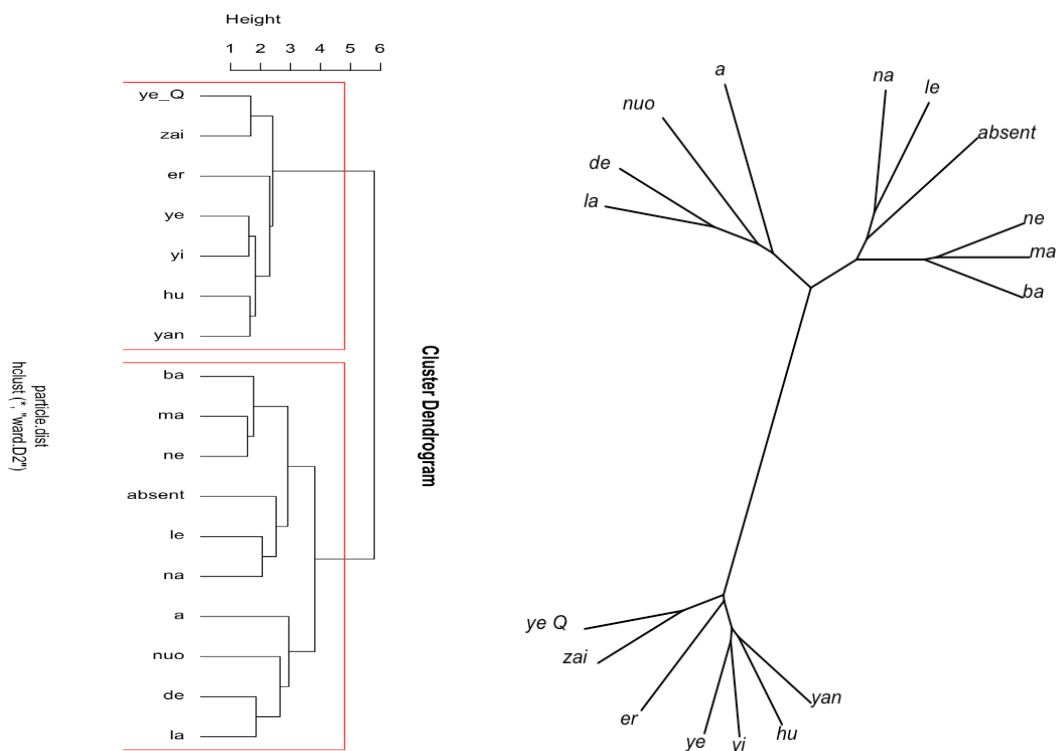 Height
1 2 3 4 5 6
ye_Q
zai
er
ye
yi
hu
yan
ba
ma
ne
absent
le
na
a
nuo
de
la
Cluster Dendrogram
particle.dist
hclust (*, "ward.D2")
a
na
le
nuo
absent
de
la
ne
ma
ba
ye Q
zai
er
ye
yi
hu
yan